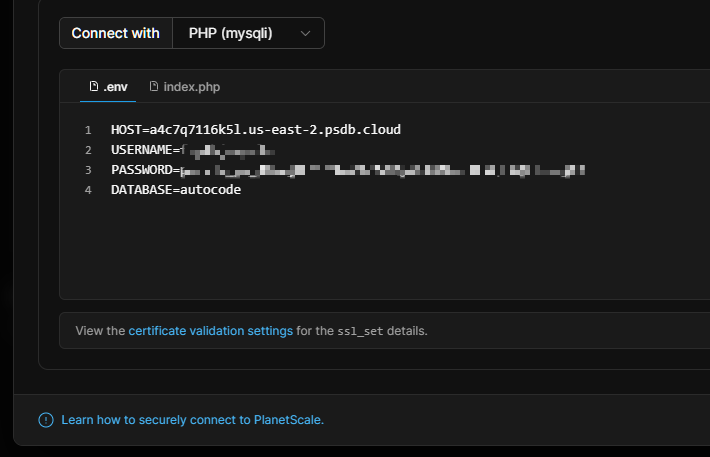 Connect with PHP (mysqli)
.env index.php
1 HOST=a4c7q7116k5l.us-east-2.psdb.cloud
2 USERNAME=
3 PASSWORD=
4 DATABASE=autocode
View the certificate validation settings for the ssl_set details.
Learn how to securely connect to PlanetScale.